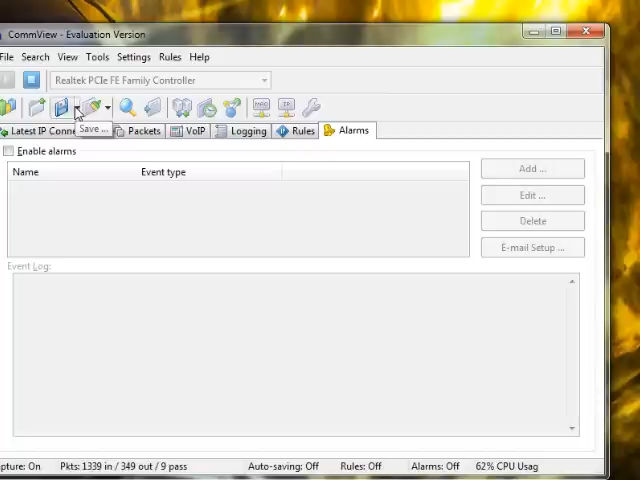 CommView - Evaluation Version
File Search View Tools Settings Rules Help
Realtek PCIe FE Family Controller
Save ...
Latest IP Conne Packets VoIP Logging Rules Alarms
Enable alarms
Name Event type
Add ...
Edit ...
Delete
E-mail Setup ...
Event Log:
pture: On Pkts: 1339 in / 349 out / 9 pass Auto-saving: Off Rules: Off Alarms: Off 62% CPU Usag